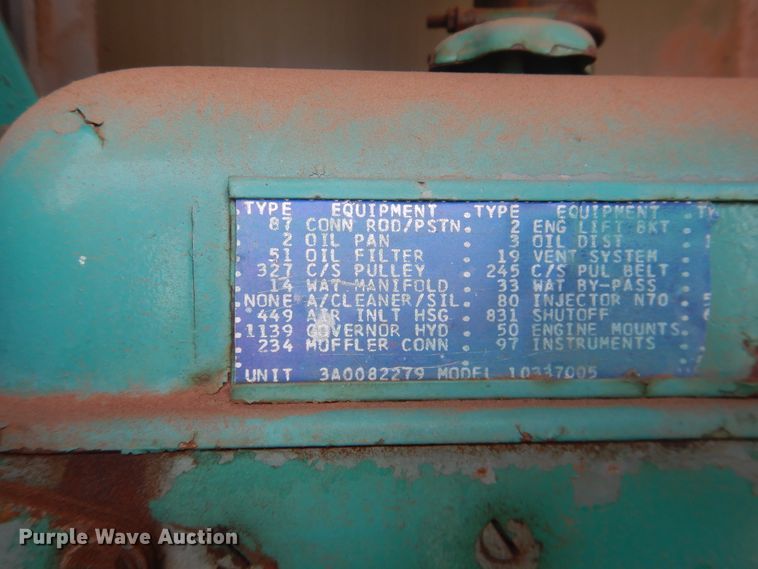 TYPE EQUIPMENT TYPE EQUIPMENT
87 CONN ROD/PSTN. 2 ENG LIFT BKT
2 OIL PAN 3 OIL DIST
51 OIL FILTER 19 VENT SYSTEM
327 C/S PULLEY 245 C/S PUL BELT
14 WAT-MANIFOLD 33 WAT BY-PASS
NONE A/CLEANER/SIL 80 INJECTOR N70
449 AIR INLT HSG 831 SHUTOFF
1139 GOVERNOR HYD 50 ENGINE MOUNTS
234 MUFFLER CONN 97 INSTRUMENTS
UNIT 3A0082279 MODEL 10337005
Purple Wave Auction